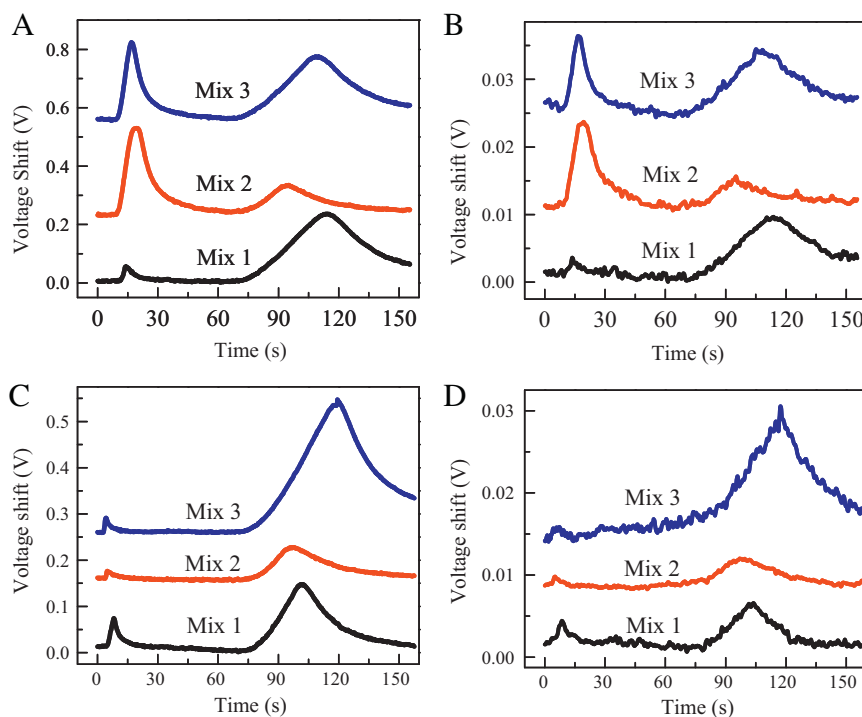 A
Voltage Shift (V)
0.8
0.6
0.4
0.2
0.0
Mix 3
Mix 2
Mix 1
0 30 60 90 120 150
Time (s)
B
Voltage shift (V)
0.03
0.02
0.01
0.00
Mix 3
Mix 2
Mix 1
0 30 60 90 120 150
Time (s)
C
Voltage shift (V)
0.5
0.4
0.3
0.2
0.1
0.0
Mix 3
Mix 2
Mix 1
0 30 60 90 120 150
Time (s)
D
Voltage shift (V)
0.03
0.02
0.01
0.00
Mix 3
Mix 2
Mix 1
0 30 60 90 120 150
Time (s)